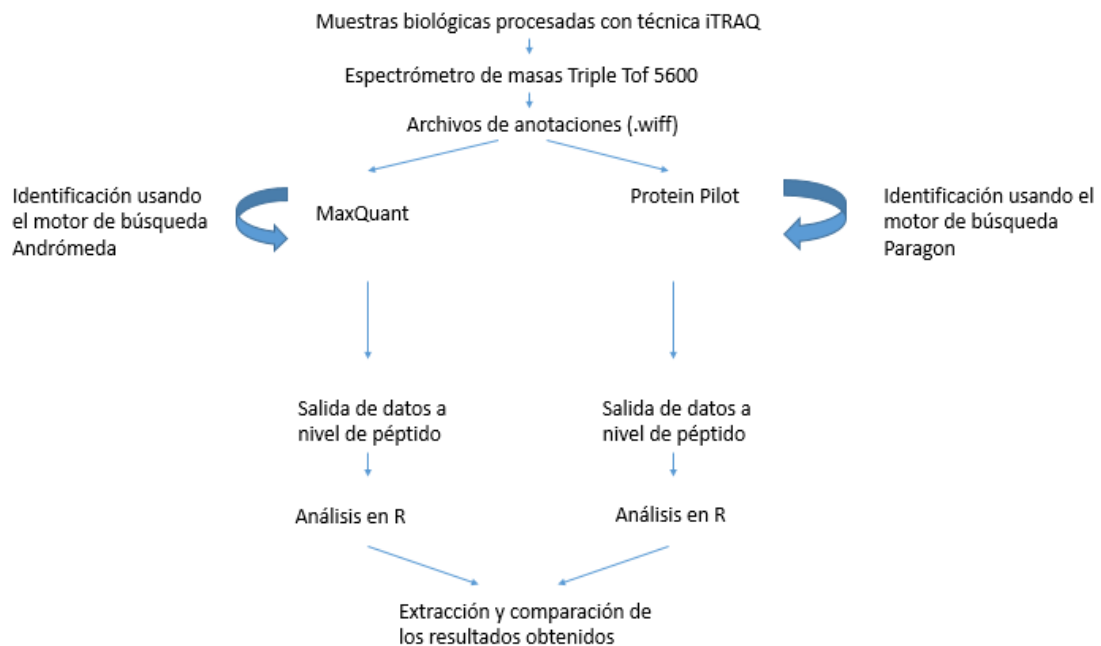 Muestras biológicas procesadas con técnica iTRAQ
Espectrómetro de masas Triple Tof 5600
Archivos de anotaciones (.wiff)
Identificación usando
el motor de búsqueda
Andrómeda
MaxQuant
Protein Pilot
Identificación usando el
motor de búsqueda
Paragon
Salida de datos a
nivel de péptido
Salida de datos a
nivel de péptido
Análisis en R
Análisis en R
Extracción y comparación de
los resultados obtenidos